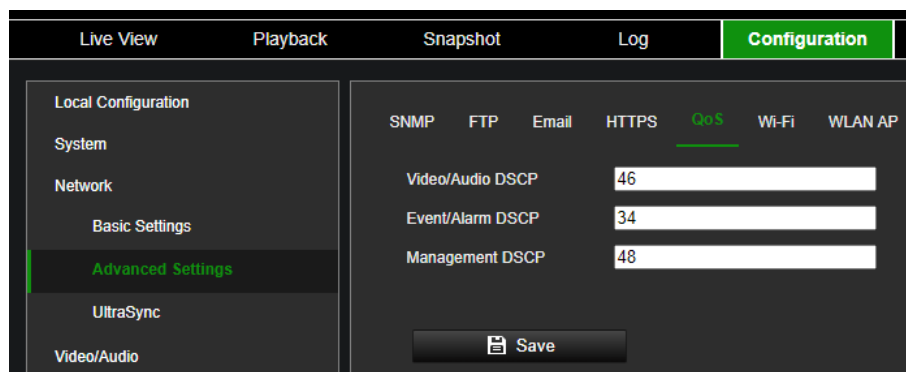 Live View Playback Snapshot Log Configuration
Local Configuration
System
Network
Basic Settings
Advanced Settings
UltraSync
Video/Audio
SNMP FTP Email HTTPS QoS Wi-Fi WLAN AP
Video/Audio DSCP 46
Event/Alarm DSCP 34
Management DSCP 48
Save